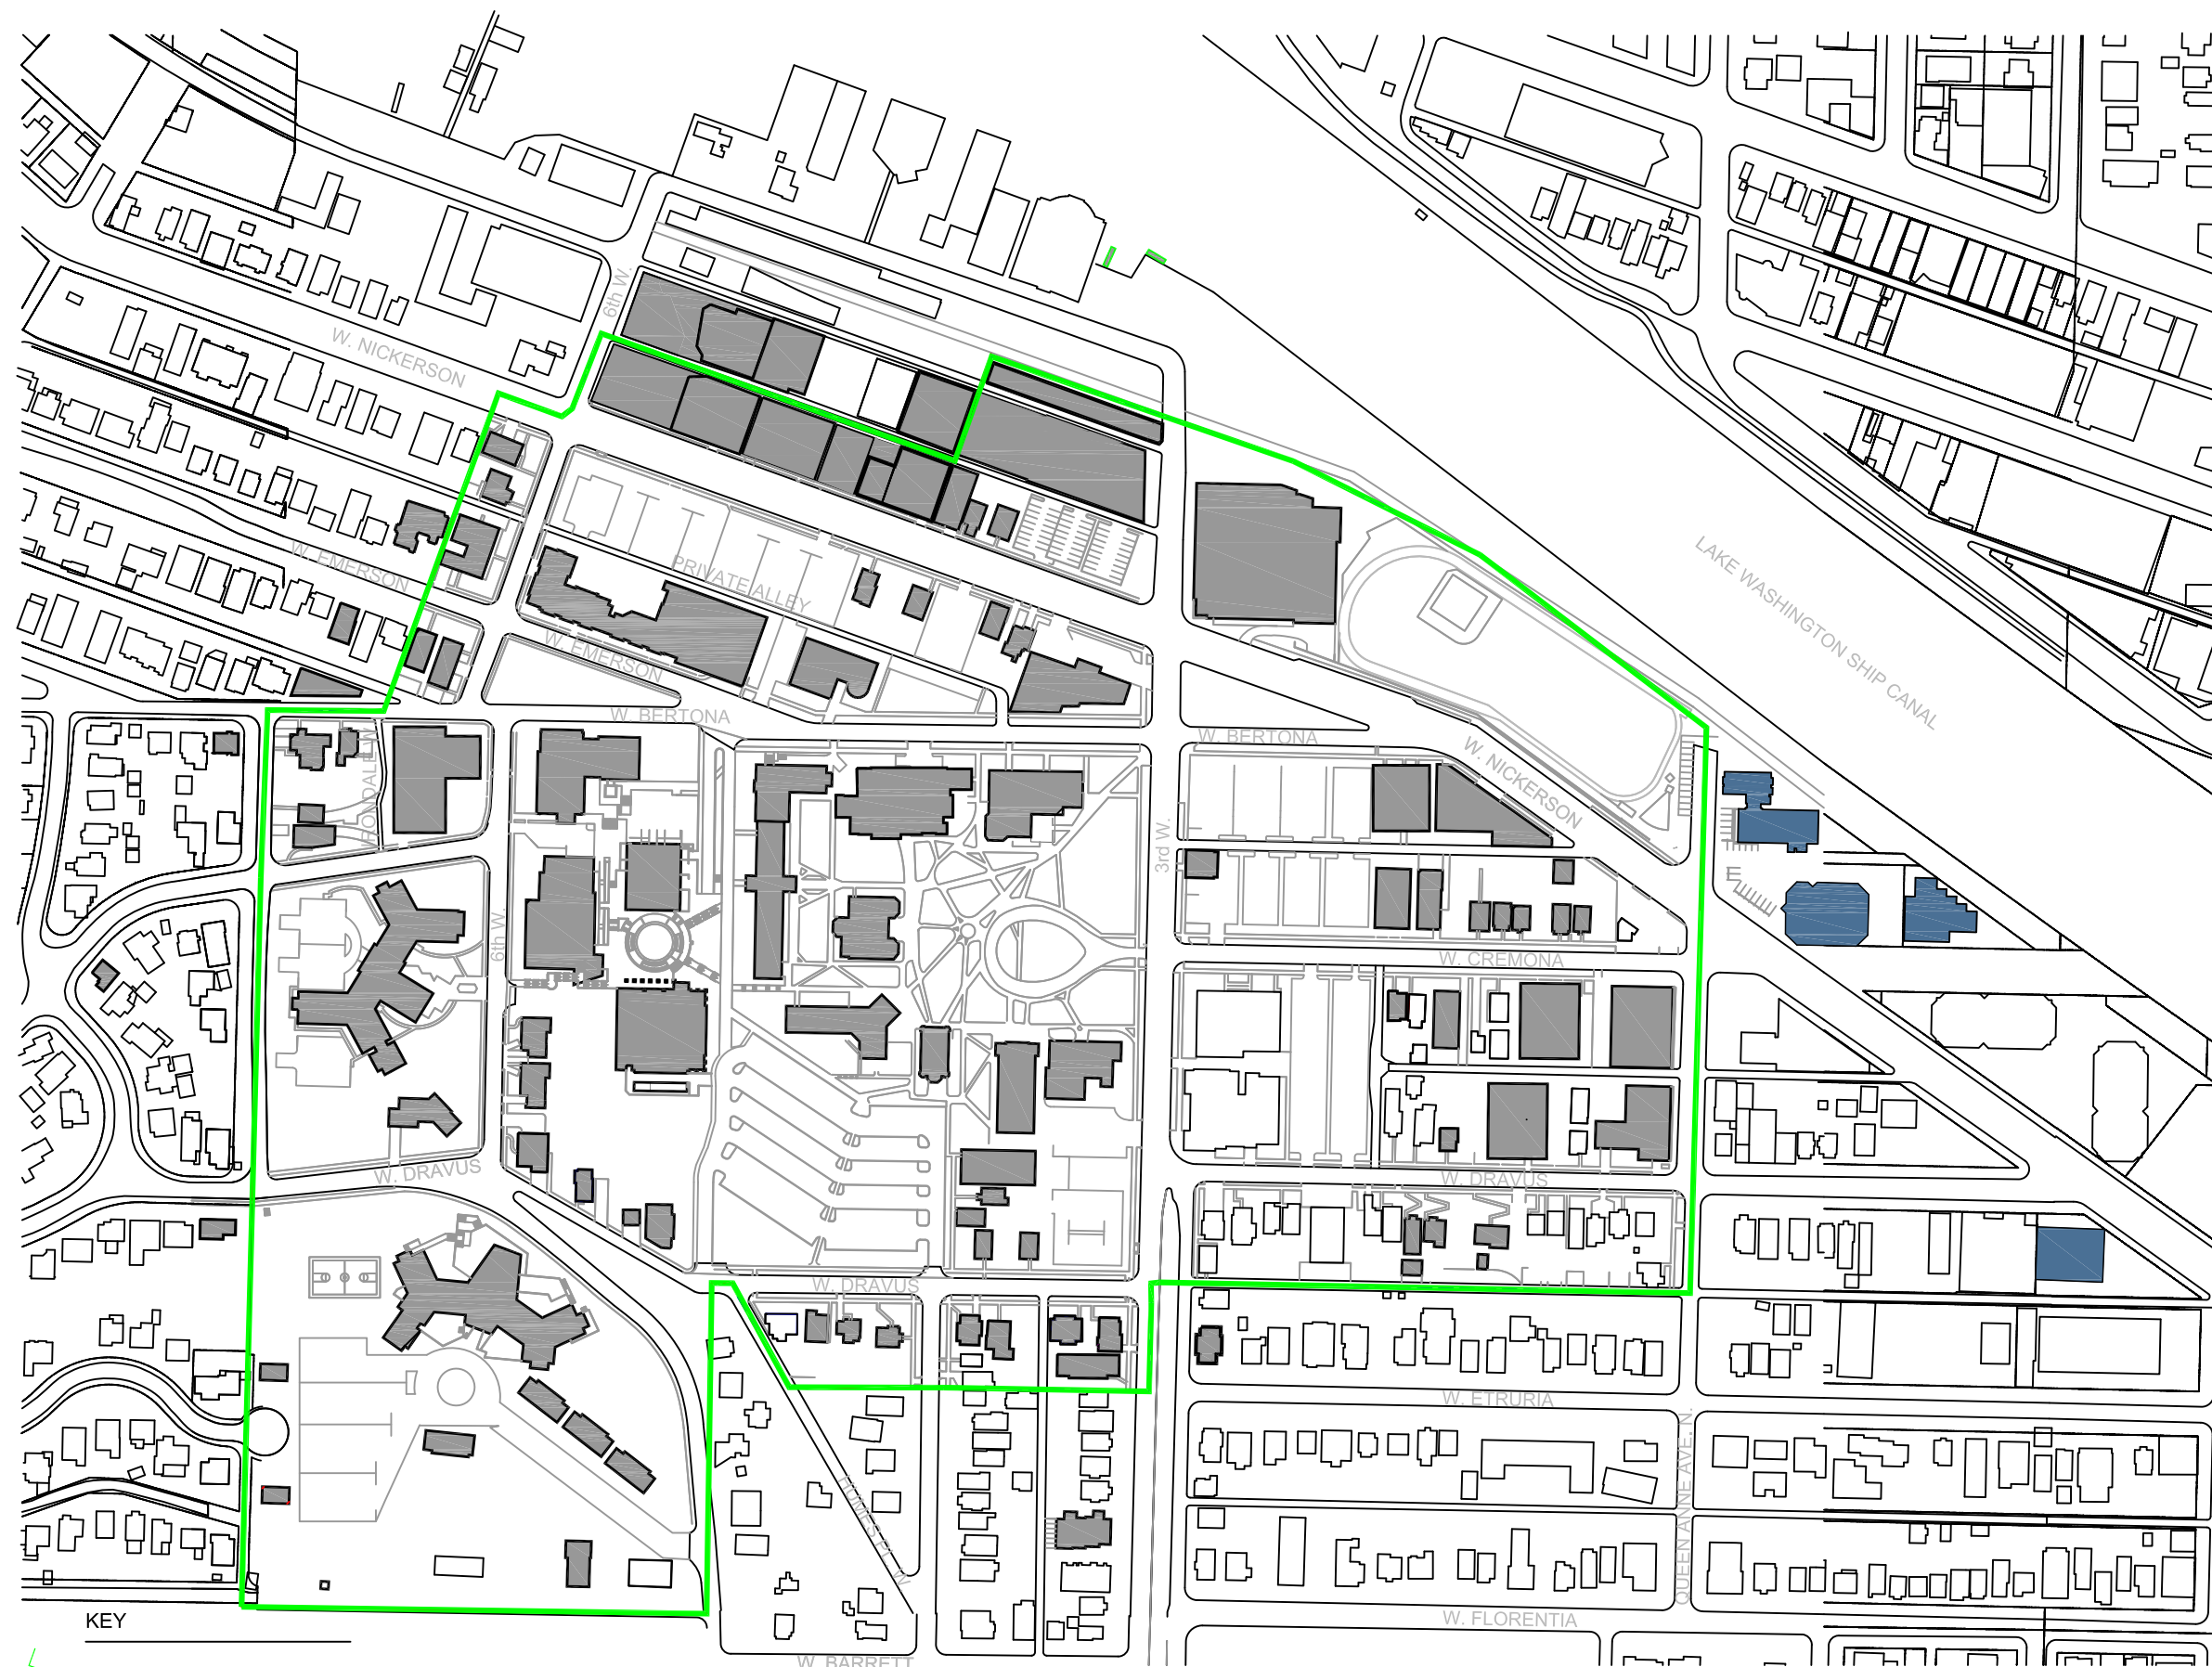 6th W.
W. NICKERSON
PRIVATE ALLEY
W. EMERSON
W. EMERSON
LAKE WASHINGTON SHIP CANAL
W. BERTONA
W. BERTONA
W. NICKERSON
3rd W.
6th W.
W. CREMONA
W. DRAVUS
W. DRAVUS
W. DRAVUS
W. ETRURIA
QUEEN ANNE AVE. N.
W. FLORENTIA
KEY
W. BARRETT